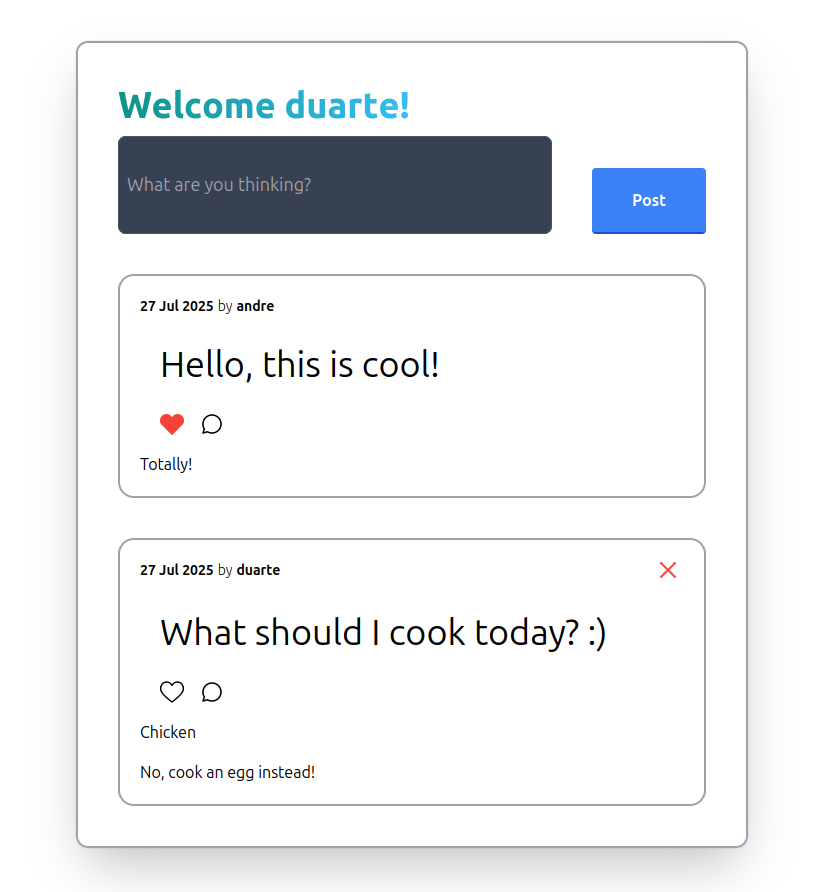 Welcome duarte!
What are you thinking?
Post
27 Jul 2025 by andre
Hello, this is cool!
Totally!
27 Jul 2025 by duarte
What should I cook today? :)
Chicken
No, cook an egg instead!